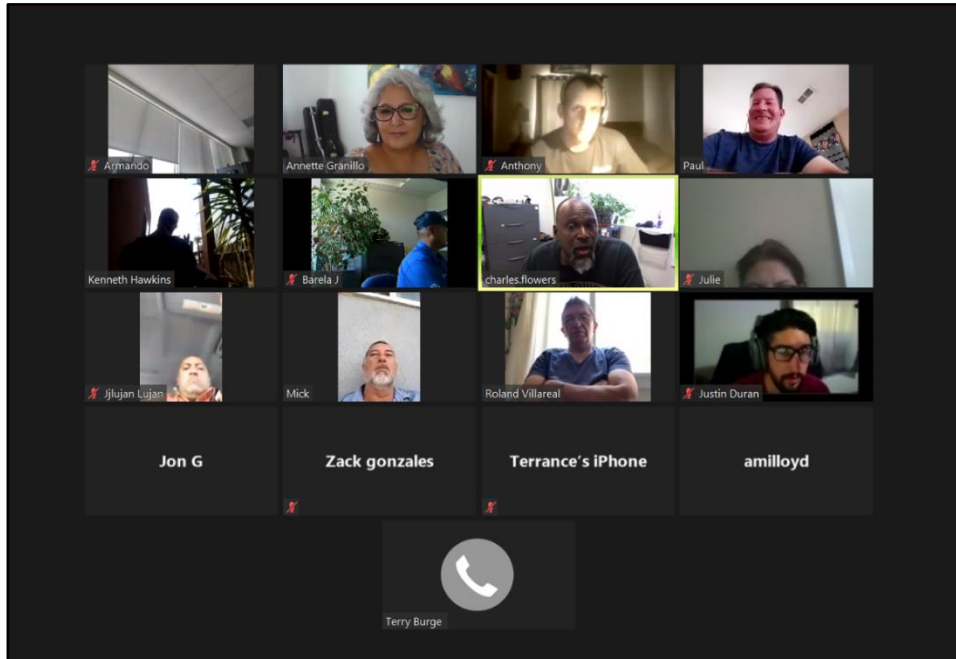 Armando
Annette Granillo
Anthony
Paul
Kenneth Hawkins
Barela J
charles.flowers
Julie
Jjlujan Lujan
Mick
Roland Villareal
Justin Duran
Jon G
Zack gonzales
Terrance's iPhone
amilloyd
Terry Burge